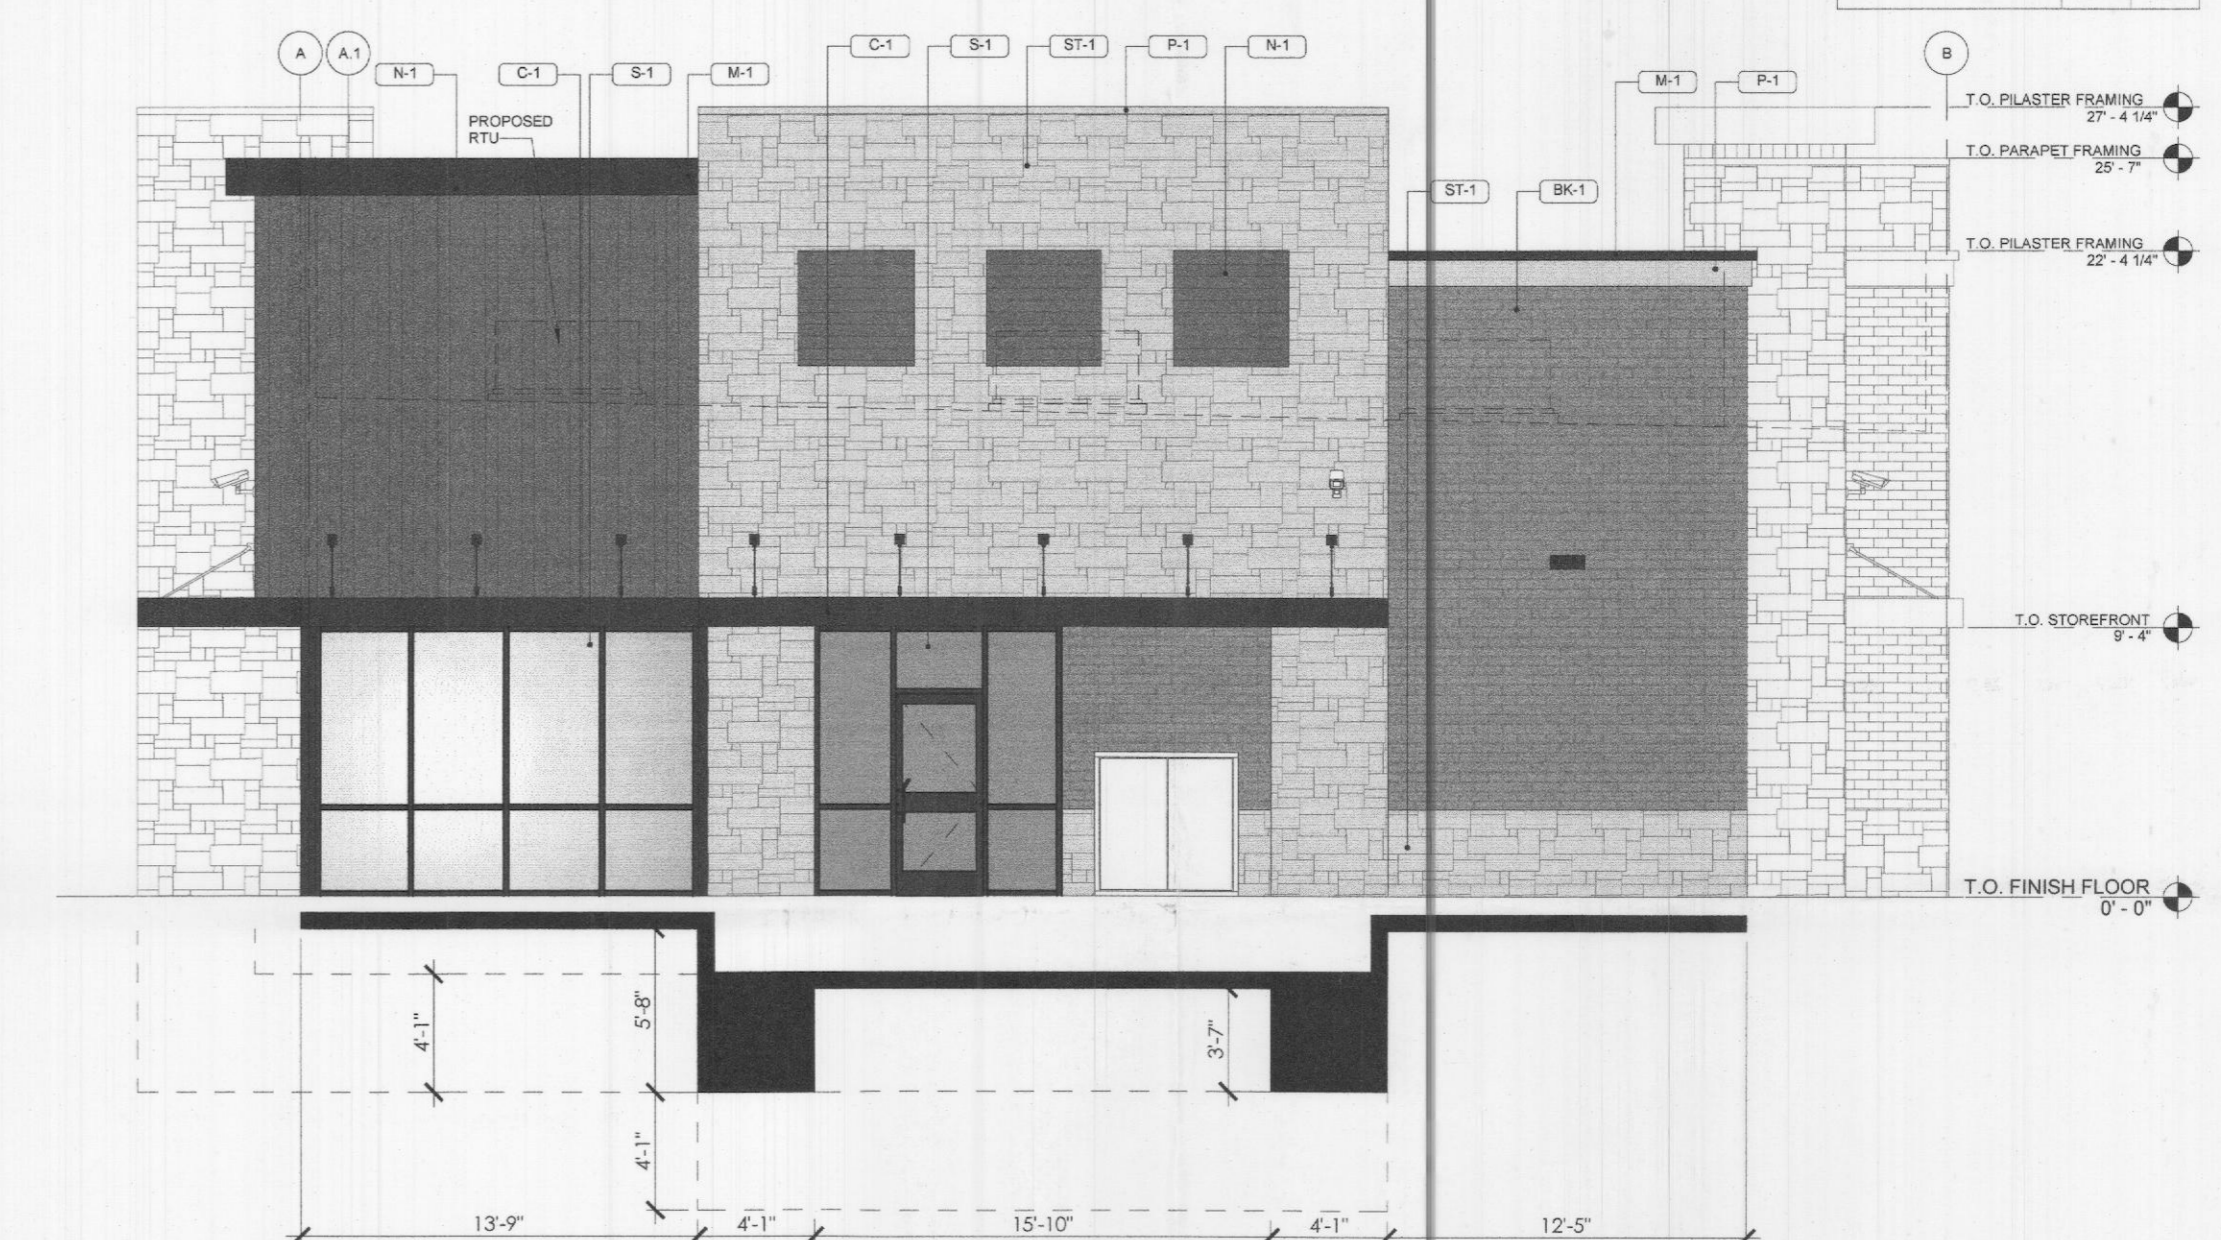 A
A.1
N-1
C-1
S-1
M-1
C-1
S-1
ST-1
P-1
N-1
M-1
P-1
B
PROPOSED
RTU
ST-1
BK-1
T.O. PILASTER FRAMING
27' - 4 1/4"
T.O. PARAPET FRAMING
25' - 7"
T.O. PILASTER FRAMING
22' - 4 1/4"
T.O. STOREFRONT
9' - 4"
T.O. FINISH FLOOR
0' - 0"
4'-1"
5'-8"
3'-7"
4'-1"
13'-9"
4'-1"
15'-10"
4'-1"
12'-5"